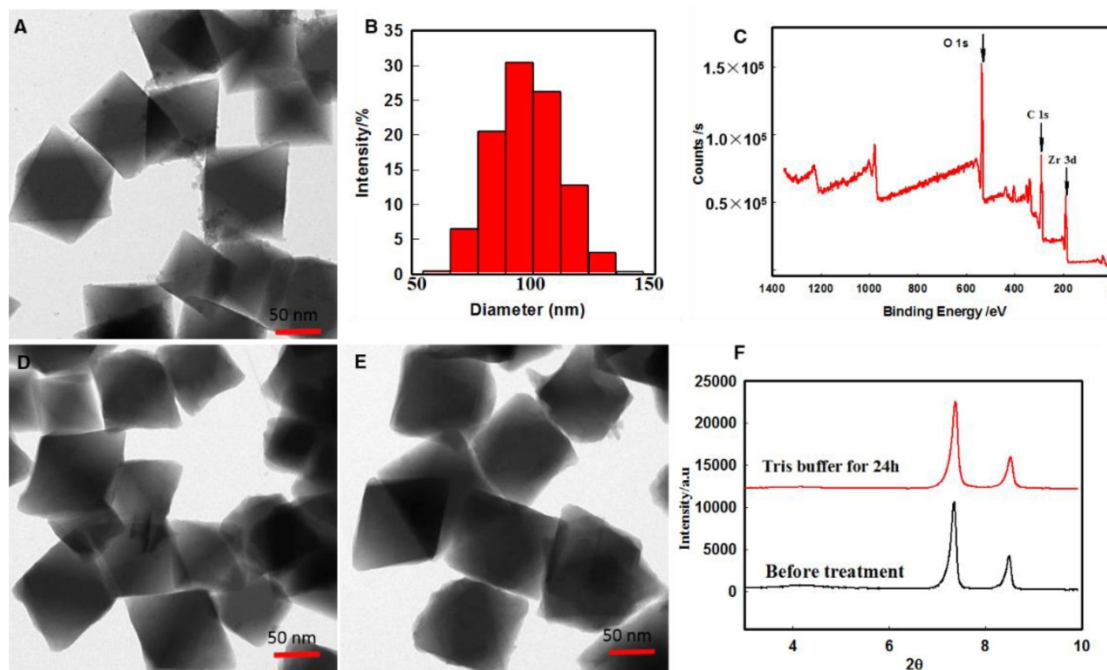 A
50 nm
B
35
30
25
20
15
10
5
0
Intensity/%
50
100
150
Diameter (nm)
C
O 1s
C 1s
Zr 3d
1.5×10⁵
1.0×10⁵
0.5×10⁵
Counts /s
1400
1200
1000
800
600
400
200
Binding Energy /eV
D
50 nm
E
50 nm
F
25000
20000
15000
10000
5000
0
Intensity/a.u
Tris buffer for 24h
Before treatment
4
6
8
10
2θ